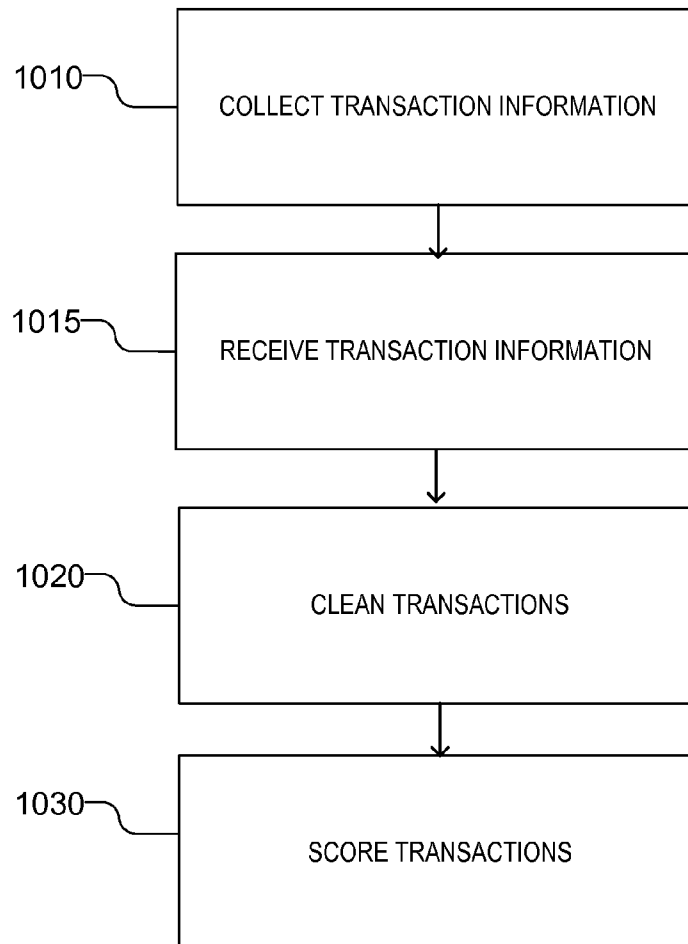 1010
COLLECT TRANSACTION INFORMATION
1015
RECEIVE TRANSACTION INFORMATION
1020
CLEAN TRANSACTIONS
1030
SCORE TRANSACTIONS